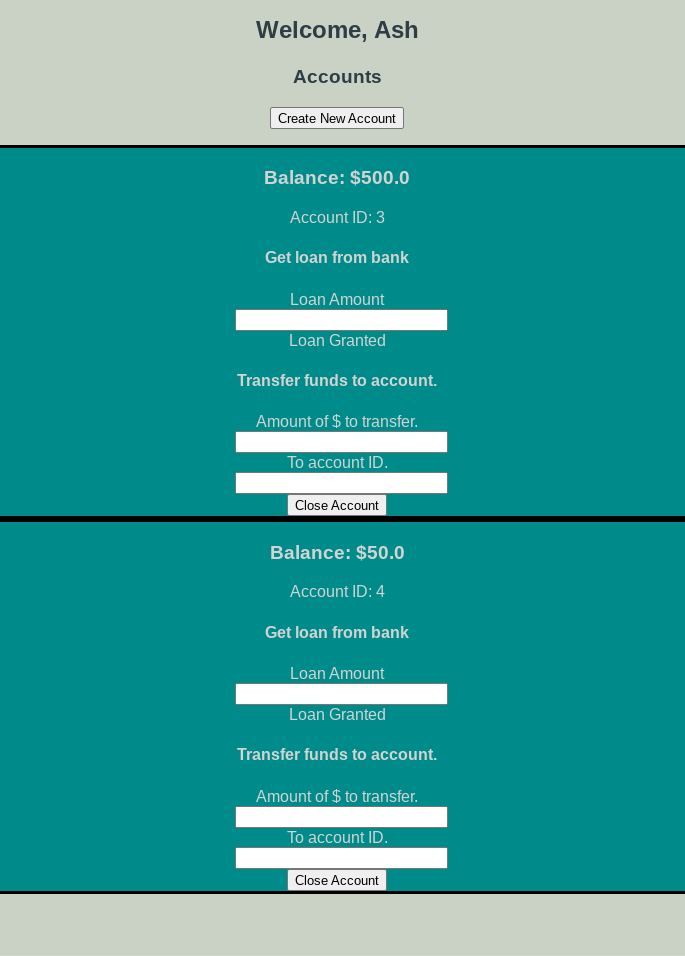 Welcome, Ash
Accounts
Create New Account
Balance: $500.0
Account ID: 3
Get loan from bank
Loan Amount
Loan Granted
Transfer funds to account.
Amount of $ to transfer.
To account ID.
Close Account
Balance: $50.0
Account ID: 4
Get loan from bank
Loan Amount
Loan Granted
Transfer funds to account.
Amount of $ to transfer.
To account ID.
Close Account